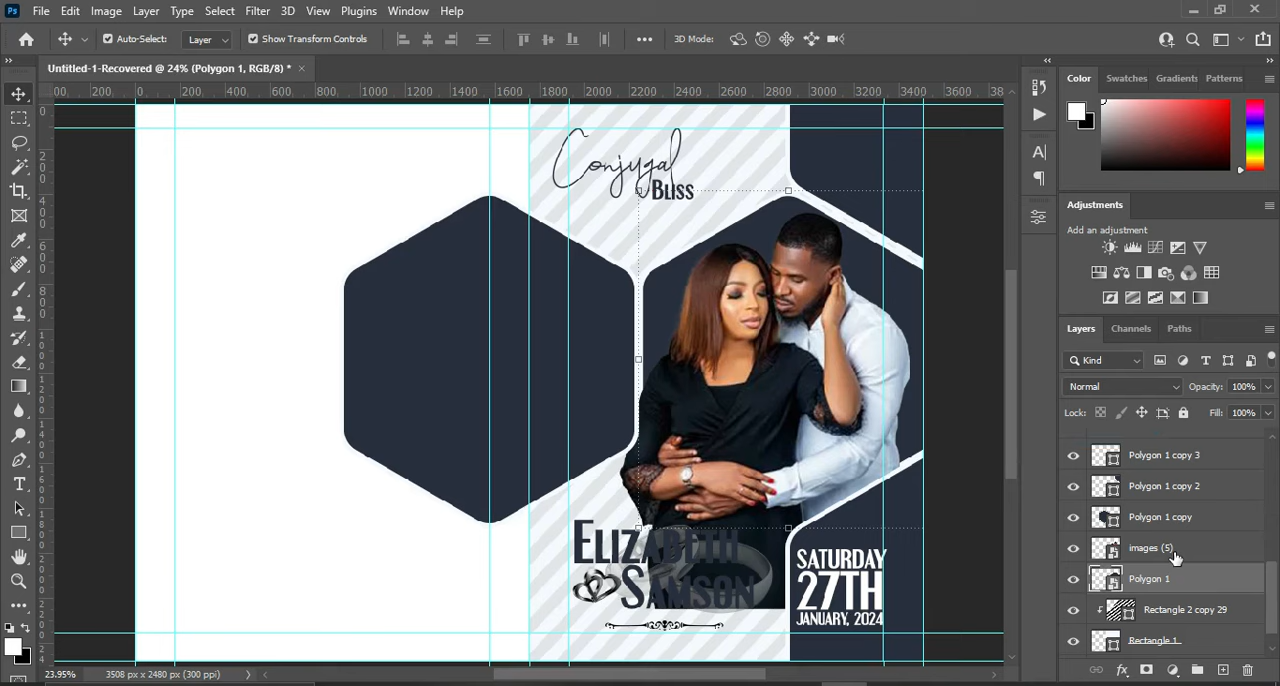 Ps File Edit Image Layer Type Select Filter 3D View Plugins Window Help
Auto-Select: Layer Show Transform Controls 3D Mode:
Untitled-1-Recovered @ 24% (Polygon 1, RGB/8) *
Color Swatches Gradients Patterns
Conjugal
Bliss
Adjustments
Add an adjustment
Layers Channels Paths
Kind
Normal Opacity: 100%
Lock: Fill: 100%
Polygon 1 copy 3
Polygon 1 copy 2
Polygon 1 copy
images (5)
Polygon 1
Rectangle 2 copy 29
Rectangle 1
Elizabeth
Samson
SATURDAY
27TH
JANUARY, 2024
23.95% 3508 px x 2480 px (300 ppi)